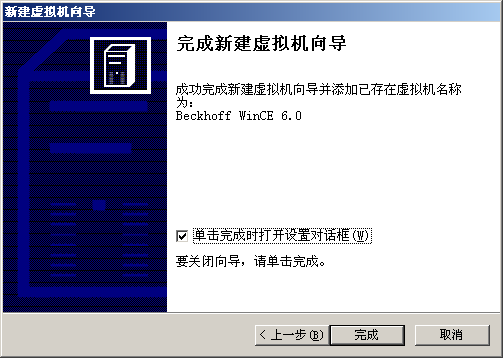 新建虚拟机向导
完成新建虚拟机向导
成功完成新建虚拟机向导并添加已存在虚拟机名称
为:
Beckhoff WinCE 6.0
单击完成时打开设置对话框(W)
要关闭向导，请单击完成。
< 上一步(B)
完成
取消